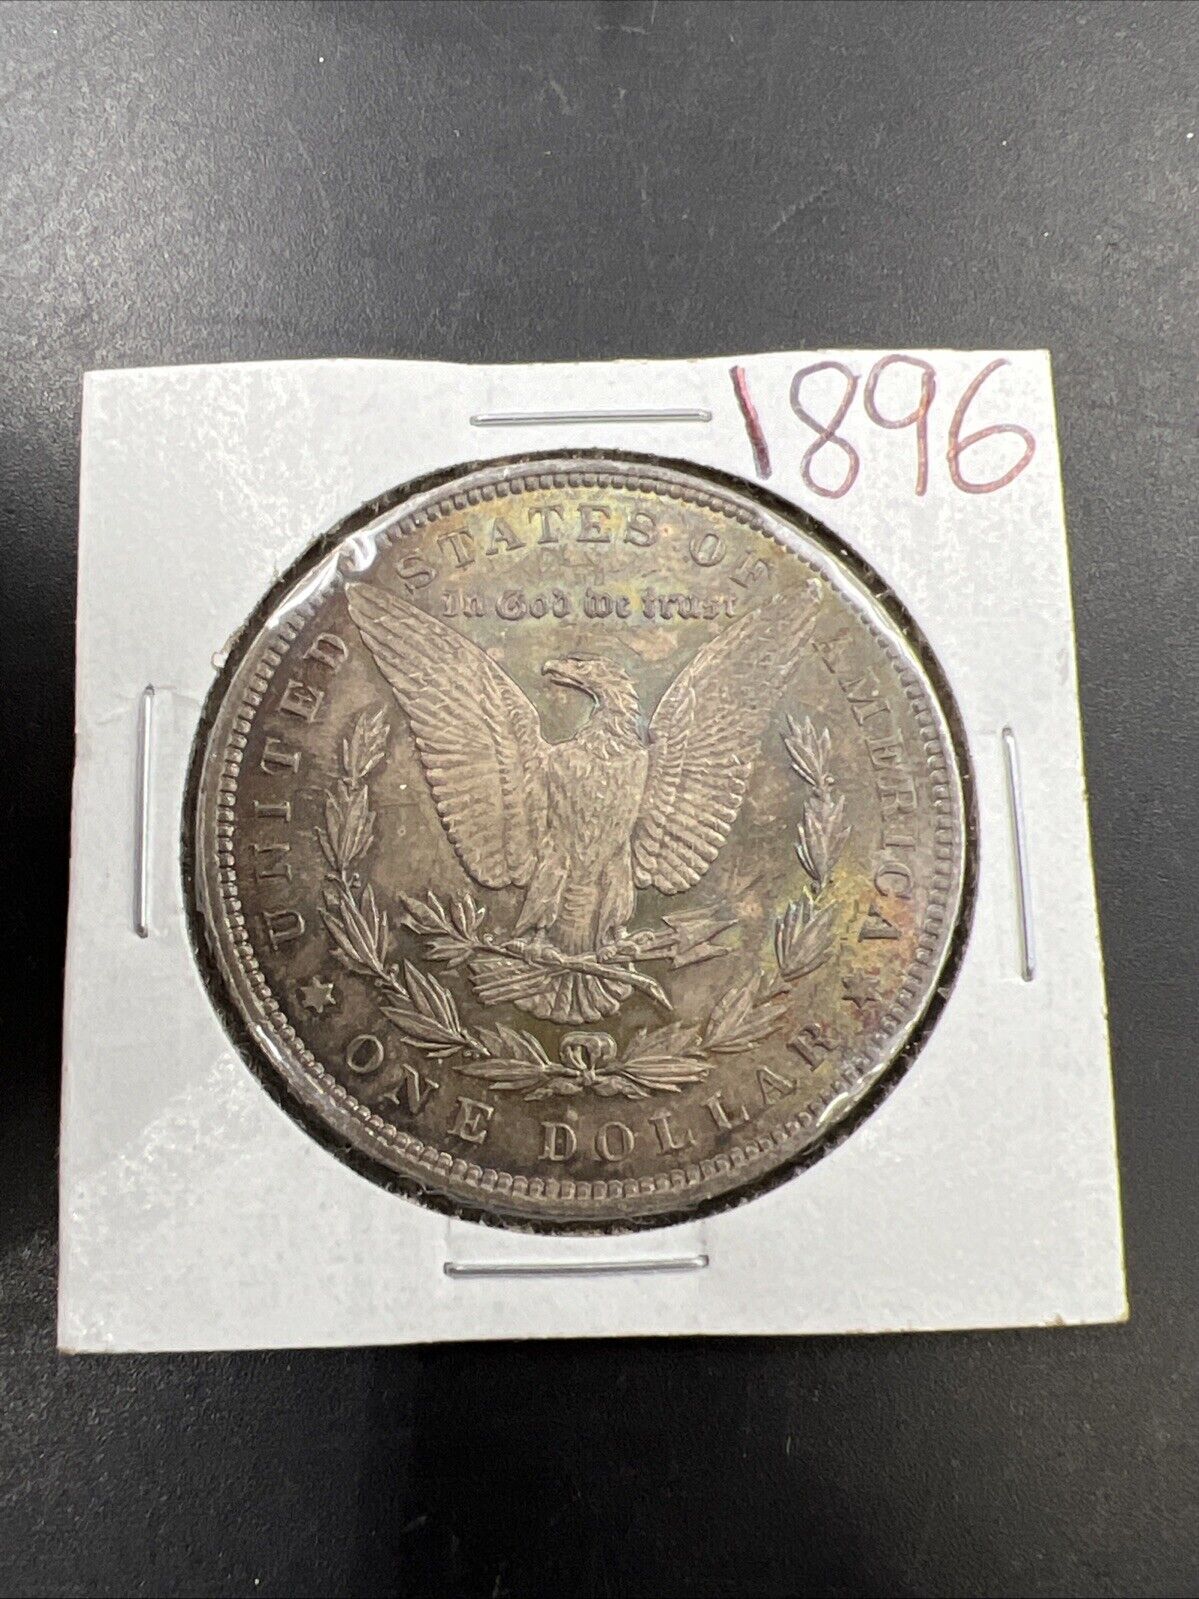 1896
UNITED STATES OF AMERICA
In God we trust
ONE DOLLAR